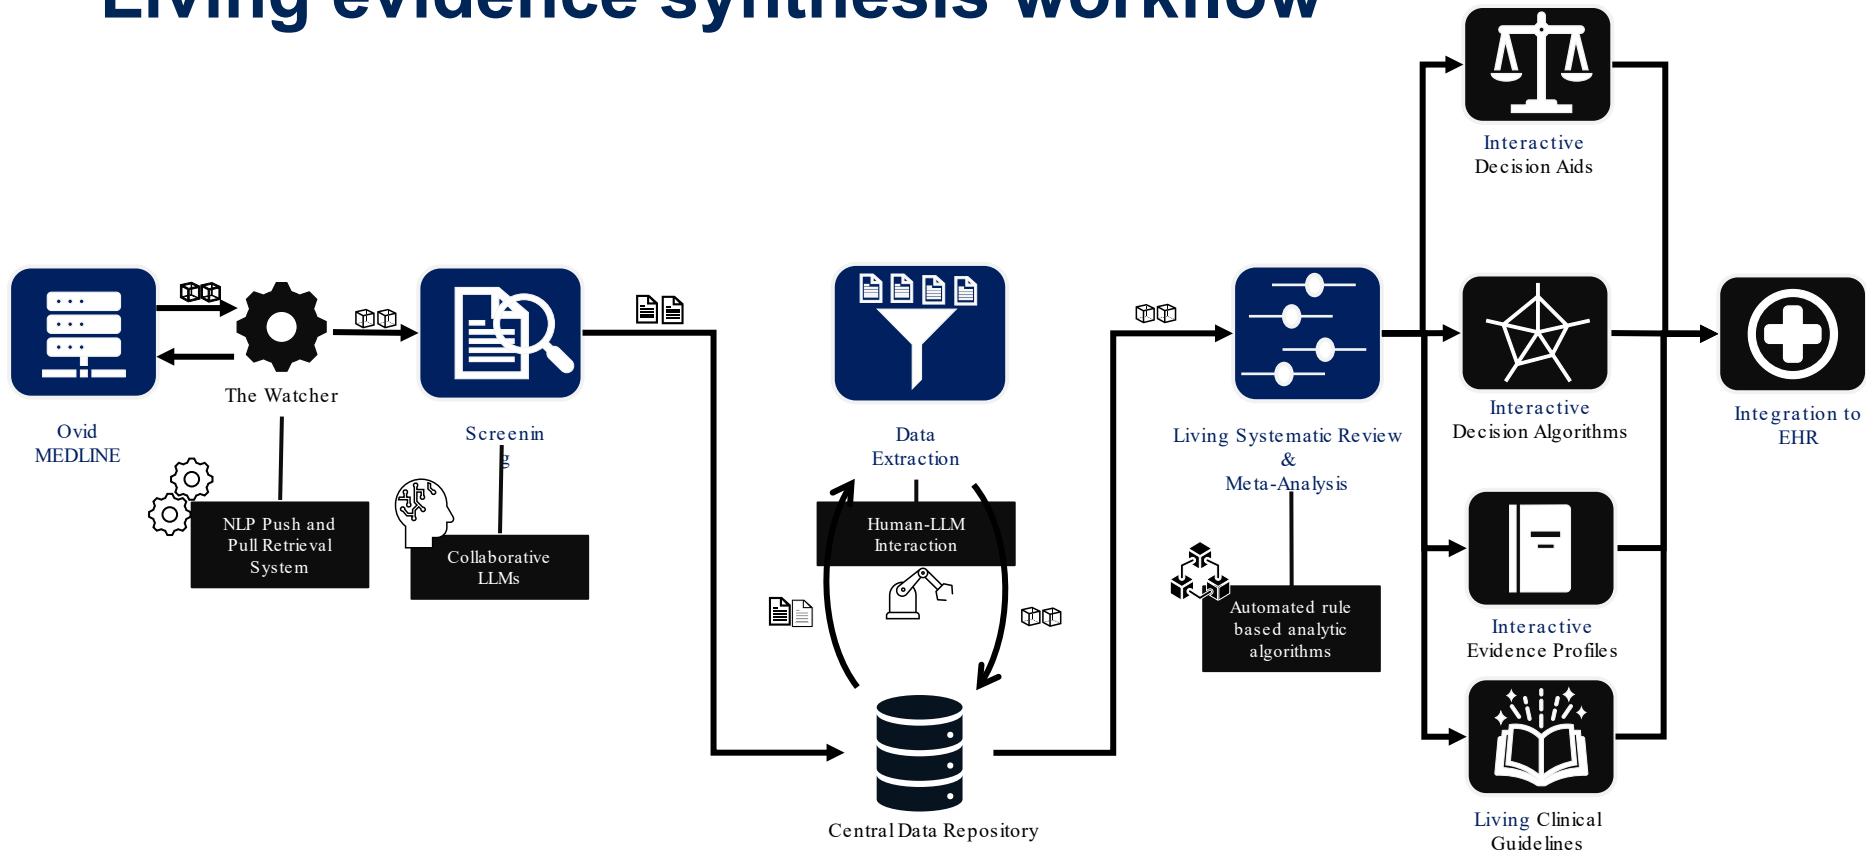 Living evidence synthesis workflow
Ovid
MEDLINE
The Watcher
NLP Push and
Pull Retrieval
System
Screenin
g
Collaborative
LLMs
Data
Extraction
Human-LLM
Interaction
Central Data Repository
Living Systematic Review
&
Meta-Analysis
Automated rule
based analytic
algorithms
Interactive
Decision Aids
Interactive
Decision Algorithms
Interactive
Evidence Profiles
Living Clinical
Guidelines
Integration to
EHR